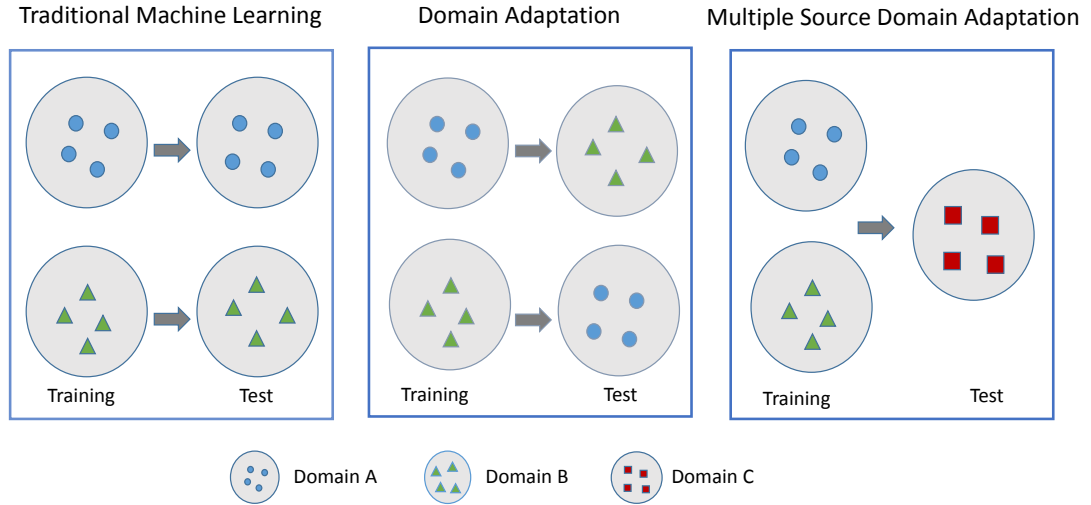 Traditional Machine Learning
Domain Adaptation
Multiple Source Domain Adaptation
Training
Test
Training
Test
Training
Test
Domain A
Domain B
Domain C